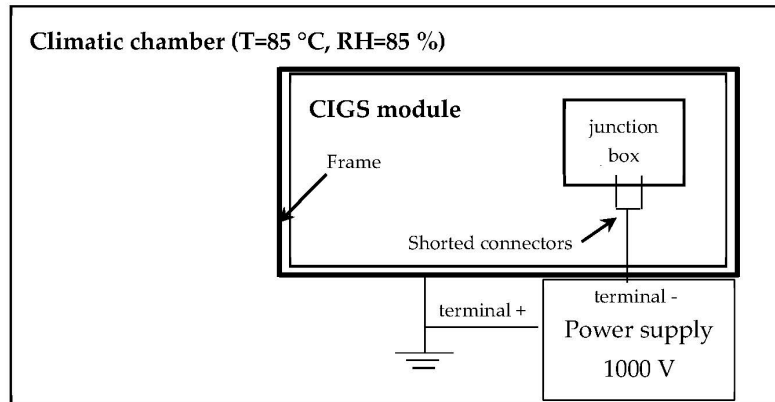 Climatic chamber (T=85 °C, RH=85 %)
CIGS module
junction
box
Frame
Shorted connectors
terminal +
terminal -
Power supply
1000 V